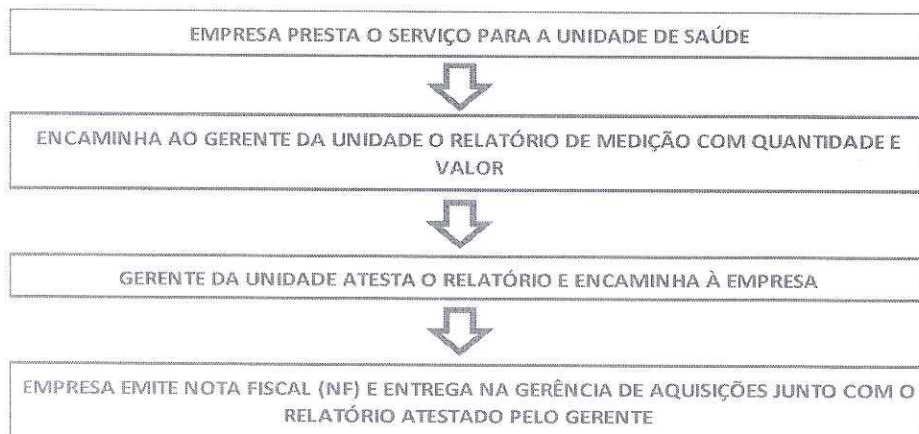 EMPRESA PRESTA O SERVIÇO PARA A UNIDADE DE SAÚDE
ENCAMINHA AO GERENTE DA UNIDADE O RELATÓRIO DE MEDIÇÃO COM QUANTIDADE E
VALOR
GERENTE DA UNIDADE ATESTA O RELATÓRIO E ENCAMINHA À EMPRESA
EMPRESA EMITE NOTA FISCAL (NF) E ENTREGA NA GERÊNCIA DE AQUISIÇÕES JUNTO COM O
RELATÓRIO ATESTADO PELO GERENTE